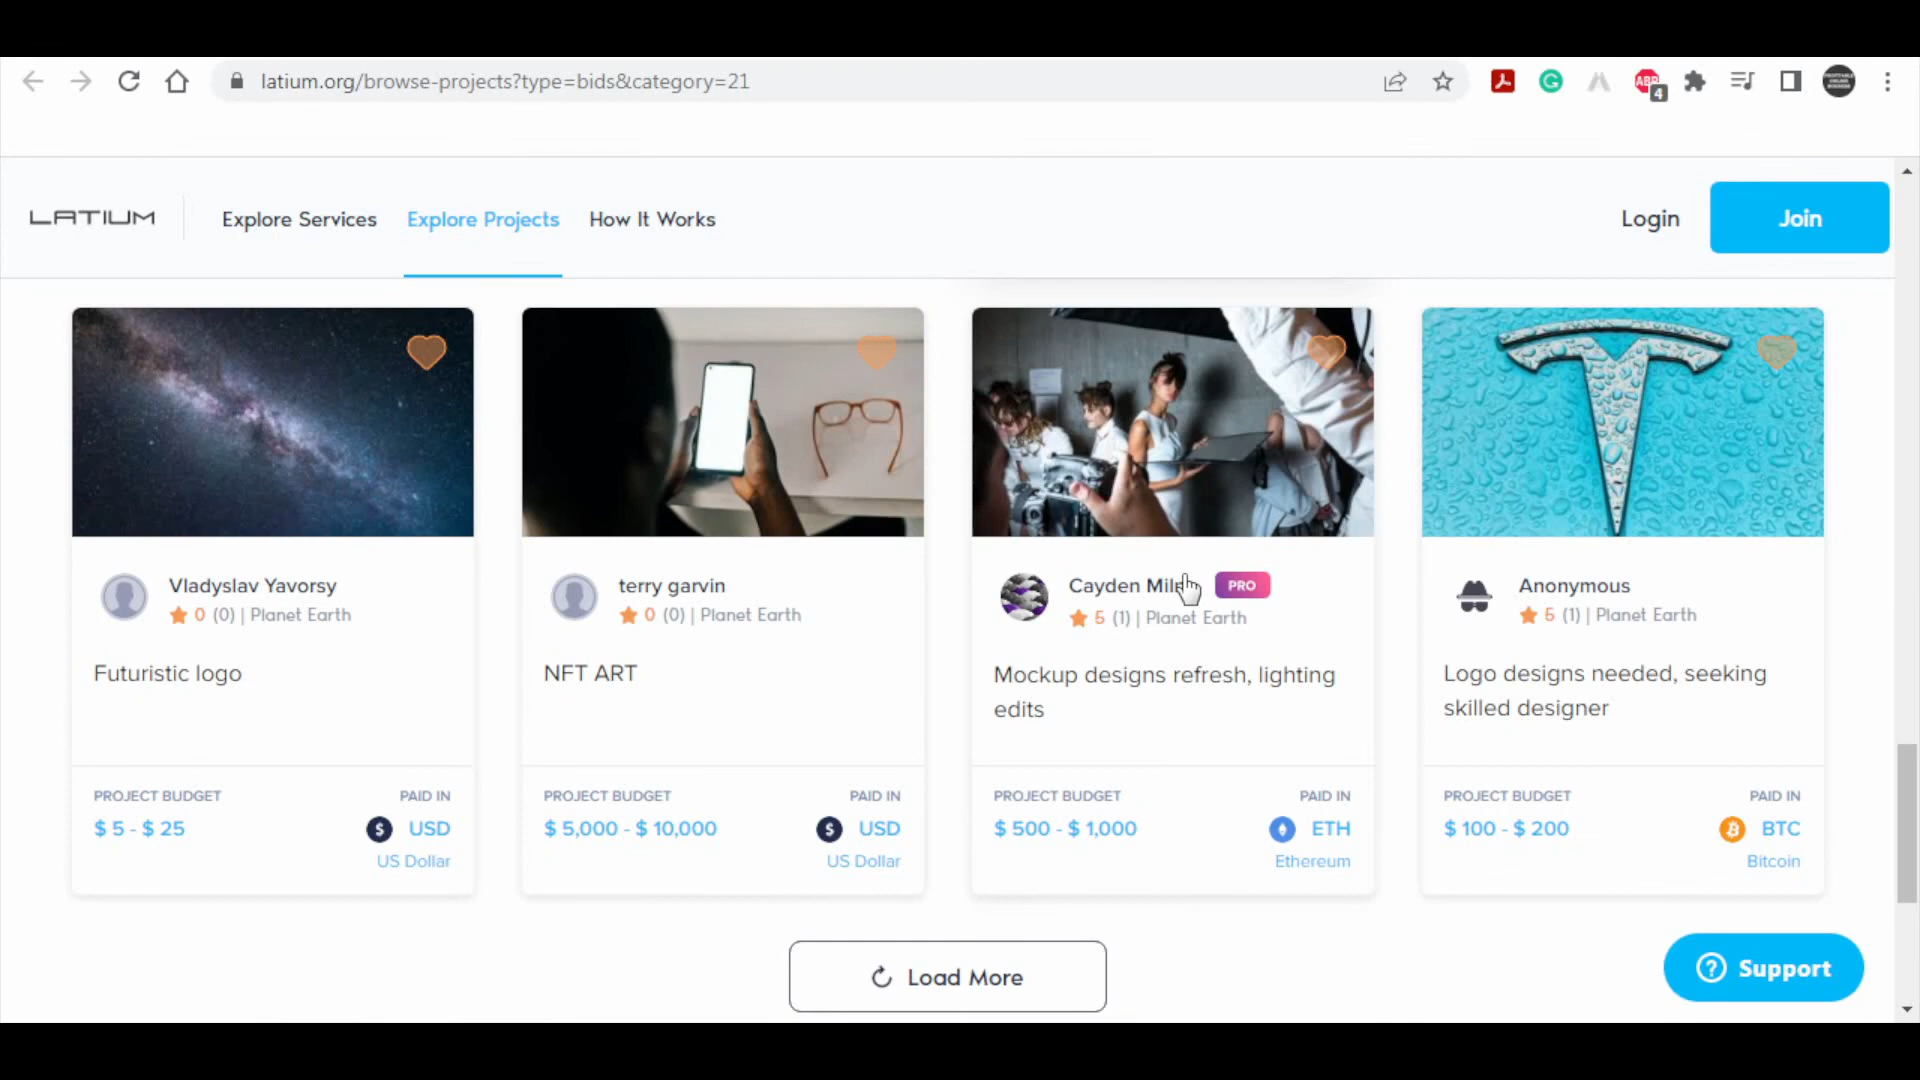 latium.org/browse-projects?type=bids&category=21
ABP
4
LATIUM
Explore Services
Explore Projects
How It Works
Login
Join
Vladyslav Yavorsy
0 (0) | Planet Earth
Futuristic logo
PROJECT BUDGET
PAID IN
$ 5 - $ 25
USD
US Dollar
terry garvin
0 (0) | Planet Earth
NFT ART
PROJECT BUDGET
PAID IN
$ 5,000 - $ 10,000
USD
US Dollar
Cayden
PRO
5 (1) | Planet Earth
Mockup designs refresh, lighting
edits
PROJECT BUDGET
PAID IN
$ 500 - $ 1,000
ETH
Ethereum
Anonymous
5 (1) | Planet Earth
Logo designs needed, seeking
skilled designer
PROJECT BUDGET
PAID IN
$ 100 - $ 200
BTC
Bitcoin
Load More
Support